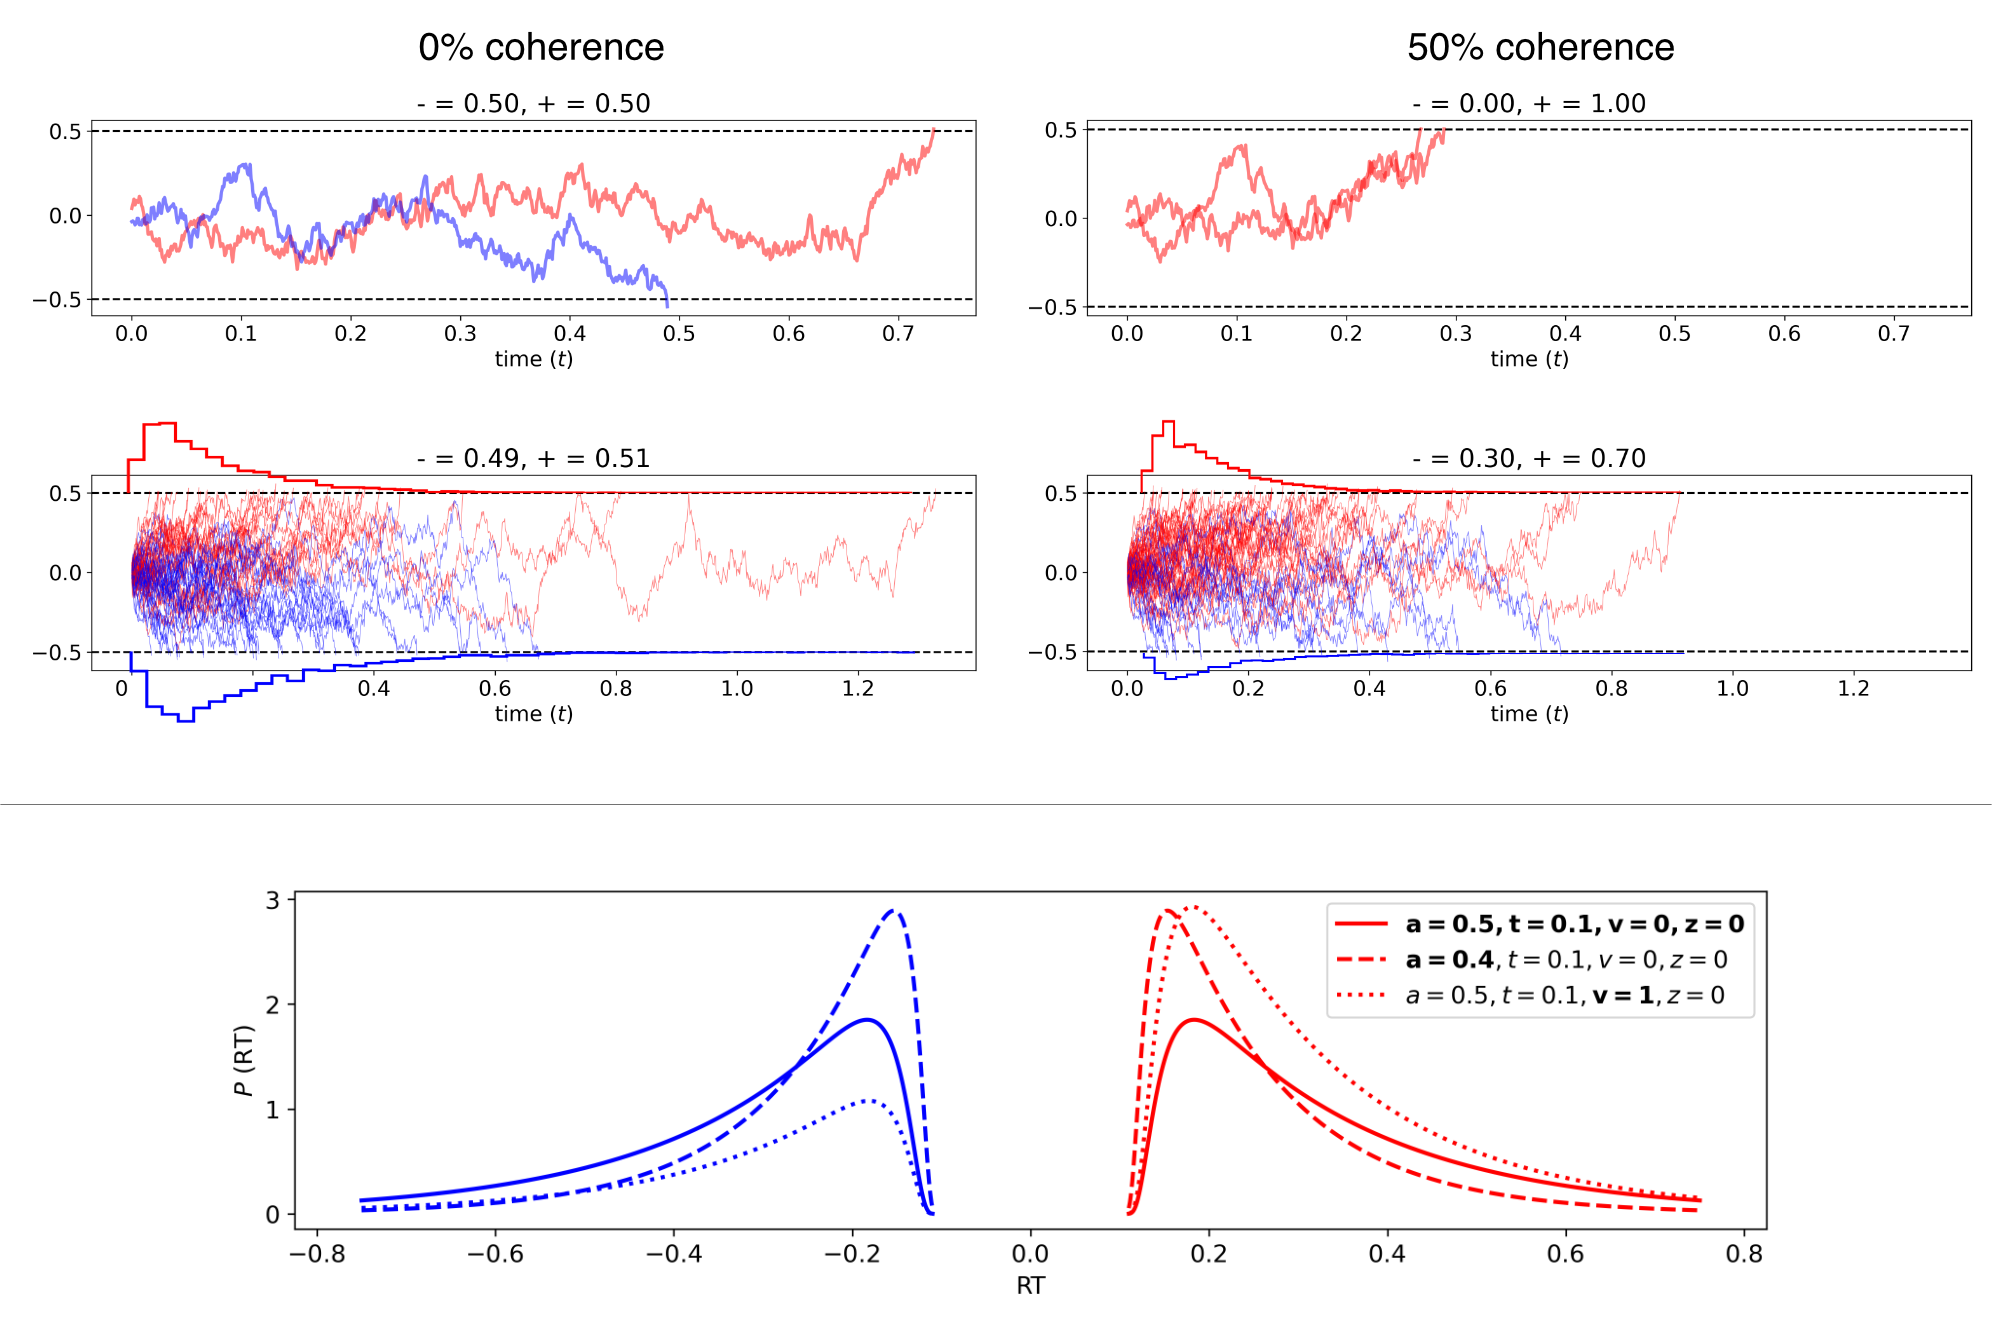 0% coherence
50% coherence
- = 0.50, + = 0.50
0.5
0.0
−0.5
0.0 0.1 0.2 0.3 0.4 0.5 0.6 0.7
time (t)
- = 0.00, + = 1.00
0.5
0.0
−0.5
0.0 0.1 0.2 0.3 0.4 0.5 0.6 0.7
time (t)
- = 0.49, + = 0.51
0.5
0.0
−0.5
0 0.4 0.6 0.8 1.0 1.2
time (t)
- = 0.30, + = 0.70
0.5
0.0
−0.5
0.0 0.2 0.4 0.6 0.8 1.0 1.2
time (t)
3
2
1
0
P (RT)
a = 0.5, t = 0.1, v = 0, z = 0
a = 0.4, t = 0.1, v = 0, z = 0
a = 0.5, t = 0.1, v = 1, z = 0
−0.8 −0.6 −0.4 −0.2 0.0 0.2 0.4 0.6 0.8
RT